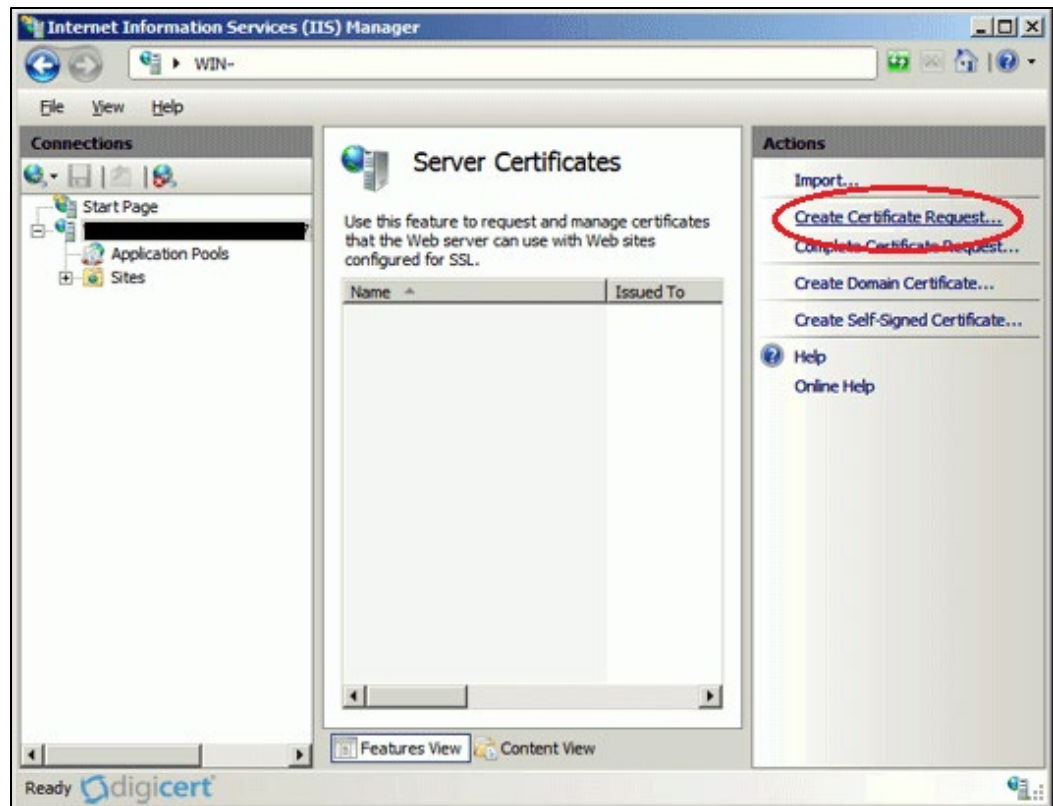 Internet Information Services (IIS) Manager
WIN-
File View Help
Connections
Start Page
Application Pools
Sites
Server Certificates
Use this feature to request and manage certificates
that the Web server can use with Web sites
configured for SSL.
Name Issued To
Features View Content View
Actions
Import...
Create Certificate Request...
Complete Certificate Request...
Create Domain Certificate...
Create Self-Signed Certificate...
Help
Online Help
Ready digicert